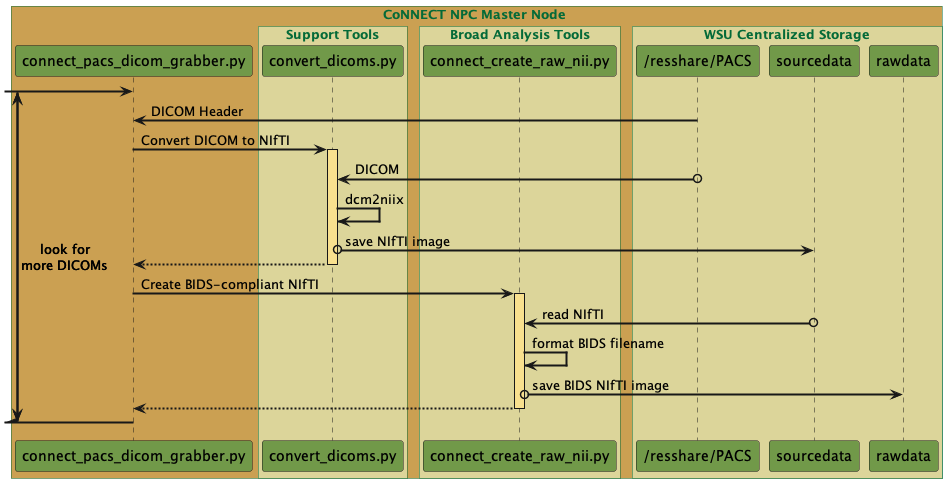 CoNNECT NPC Master Node
Support Tools
Broad Analysis Tools
WSU Centralized Storage
connect_pacs_dicom_grabber.py
convert_dicoms.py
connect_create_raw_nii.py
/resshare/PACS
sourcedata
rawdata
DICOM Header
Convert DICOM to NIfTI
DICOM
dcm2niix
save NIfTI image
look for
more DICOMs
Create BIDS-compliant NIfTI
read NIfTI
format BIDS filename
save BIDS NIfTI image
connect_pacs_dicom_grabber.py
convert_dicoms.py
connect_create_raw_nii.py
/resshare/PACS
sourcedata
rawdata